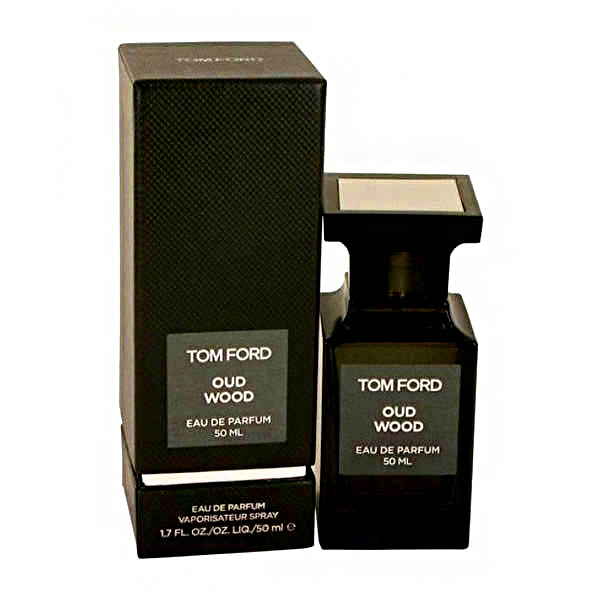 TOM FORD
TOM FORD
OUD
WOOD
EAU DE PARFUM
50 ML
EAU DE PARFUM
VAPORISATEUR SPRAY
1.7 FL. OZ./OZ. LIQ./50 ml ℮
TOM FORD
OUD
WOOD
EAU DE PARFUM
50 ML